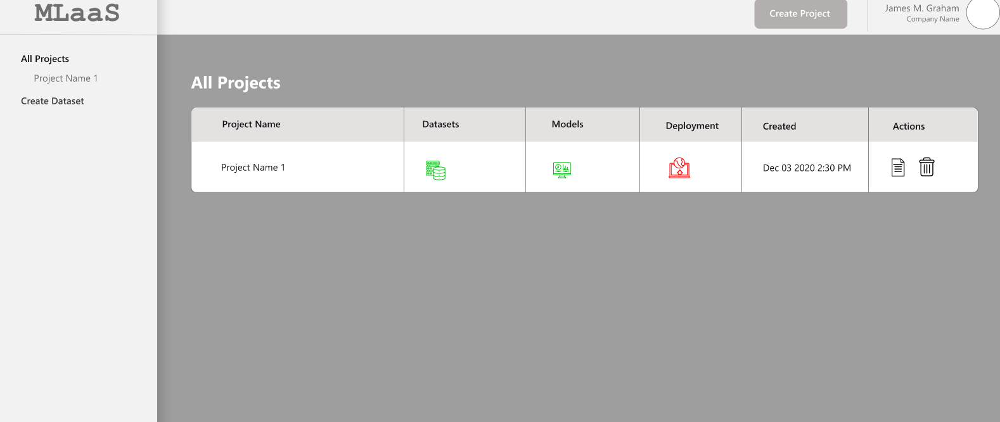 MLaaS
Create Project
James M. Graham
Company Name
All Projects
Project Name 1
Create Dataset
All Projects
Project Name Datasets Models Deployment Created Actions
Project Name 1 Dec 03 2020 2:30 PM